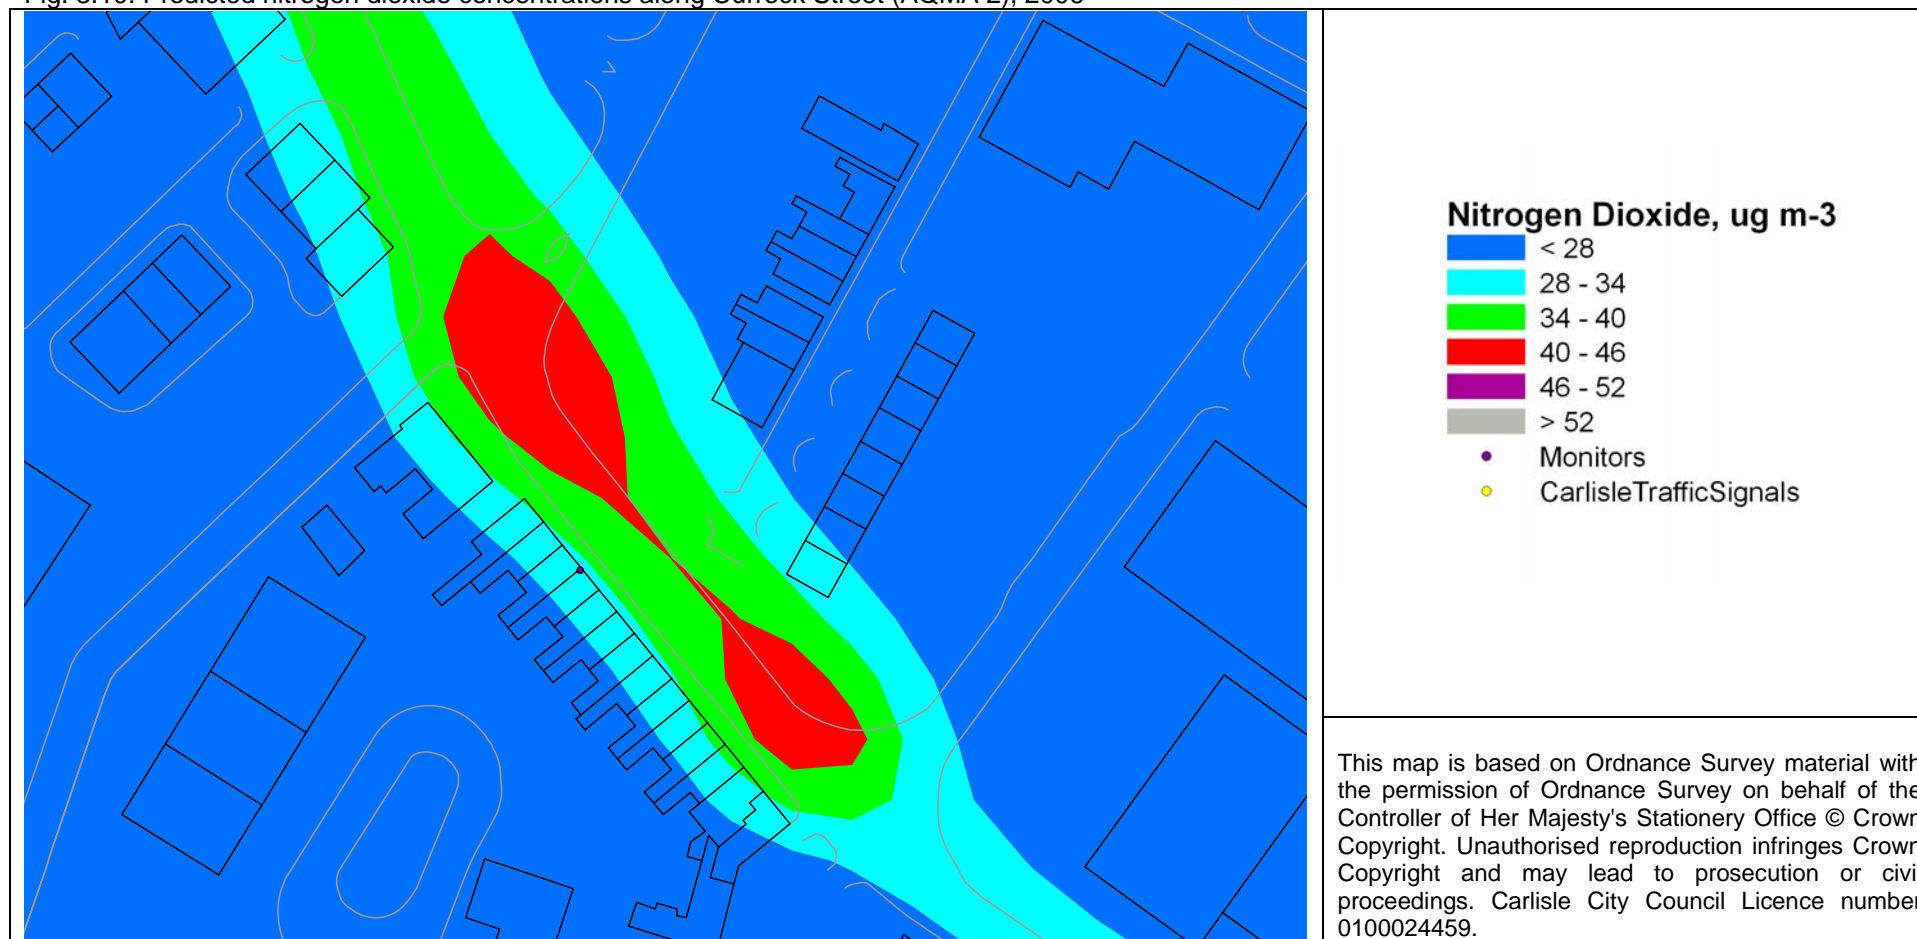 Nitrogen Dioxide, ug m-3
< 28
28 - 34
34 - 40
40 - 46
46 - 52
> 52
Monitors
CarlisleTrafficSignals
This map is based on Ordnance Survey material with
the permission of Ordnance Survey on behalf of the
Controller of Her Majesty's Stationery Office © Crown
Copyright. Unauthorised reproduction infringes Crown
Copyright and may lead to prosecution or civi
proceedings. Carlisle City Council Licence number
0100024459.